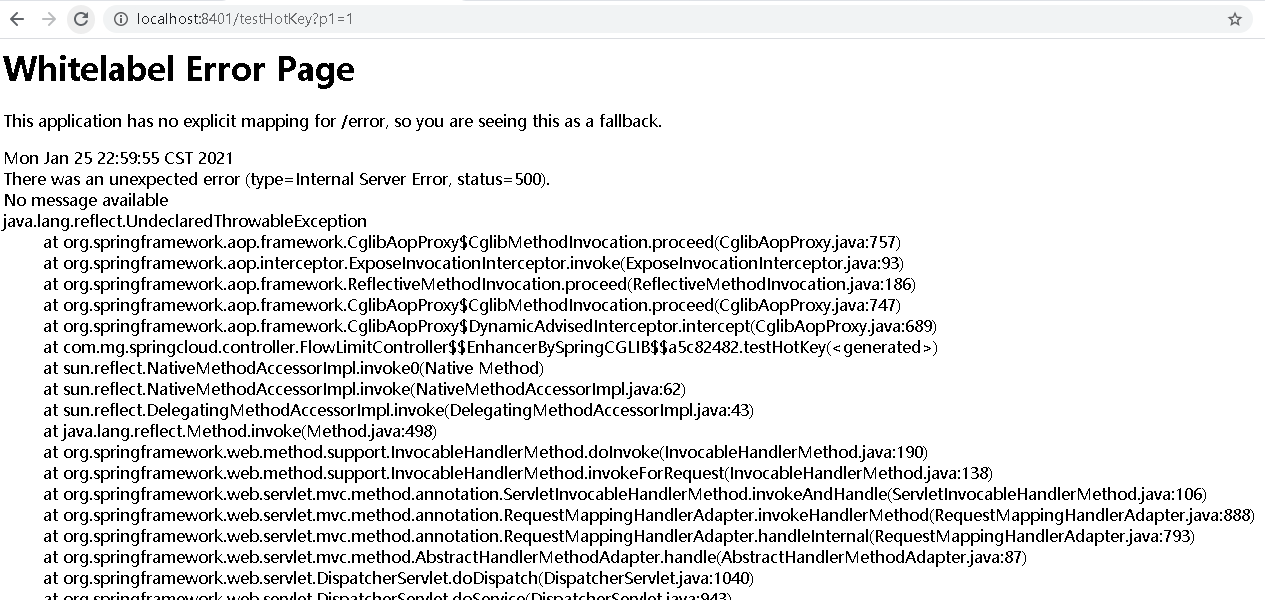 localhost:8401/testHotKey?p1=1
Whitelabel Error Page
This application has no explicit mapping for /error, so you are seeing this as a fallback.
Mon Jan 25 22:59:55 CST 2021
There was an unexpected error (type=Internal Server Error, status=500).
No message available
java.lang.reflect.UndeclaredThrowableException
at org.springframework.aop.framework.CglibAopProxy$CglibMethodInvocation.proceed(CglibAopProxy.java:757)
at org.springframework.aop.interceptor.ExposeInvocationInterceptor.invoke(ExposeInvocationInterceptor.java:93)
at org.springframework.aop.framework.ReflectiveMethodInvocation.proceed(ReflectiveMethodInvocation.java:186)
at org.springframework.aop.framework.CglibAopProxy$CglibMethodInvocation.proceed(CglibAopProxy.java:747)
at org.springframework.aop.framework.CglibAopProxy$DynamicAdvisedInterceptor.intercept(CglibAopProxy.java:689)
at com.mg.springcloud.controller.FlowLimitController$$EnhancerBySpringCGLIB$$a5c82482.testHotKey(<generated>)
at sun.reflect.NativeMethodAccessorImpl.invoke0(Native Method)
at sun.reflect.NativeMethodAccessorImpl.invoke(NativeMethodAccessorImpl.java:62)
at sun.reflect.DelegatingMethodAccessorImpl.invoke(DelegatingMethodAccessorImpl.java:43)
at java.lang.reflect.Method.invoke(Method.java:498)
at org.springframework.web.method.support.InvocableHandlerMethod.doInvoke(InvocableHandlerMethod.java:190)
at org.springframework.web.method.support.InvocableHandlerMethod.invokeForRequest(InvocableHandlerMethod.java:138)
at org.springframework.web.servlet.mvc.method.annotation.ServletInvocableHandlerMethod.invokeAndHandle(ServletInvocableHandlerMethod.java:106)
at org.springframework.web.servlet.mvc.method.annotation.RequestMappingHandlerAdapter.invokeHandlerMethod(RequestMappingHandlerAdapter.java:888)
at org.springframework.web.servlet.mvc.method.annotation.RequestMappingHandlerAdapter.handleInternal(RequestMappingHandlerAdapter.java:793)
at org.springframework.web.servlet.mvc.method.AbstractHandlerMethodAdapter.handle(AbstractHandlerMethodAdapter.java:87)
at org.springframework.web.servlet.DispatcherServlet.doDispatch(DispatcherServlet.java:1040)
at org.springframework.web.servlet.DispatcherServlet.doService(DispatcherServlet.java:943)